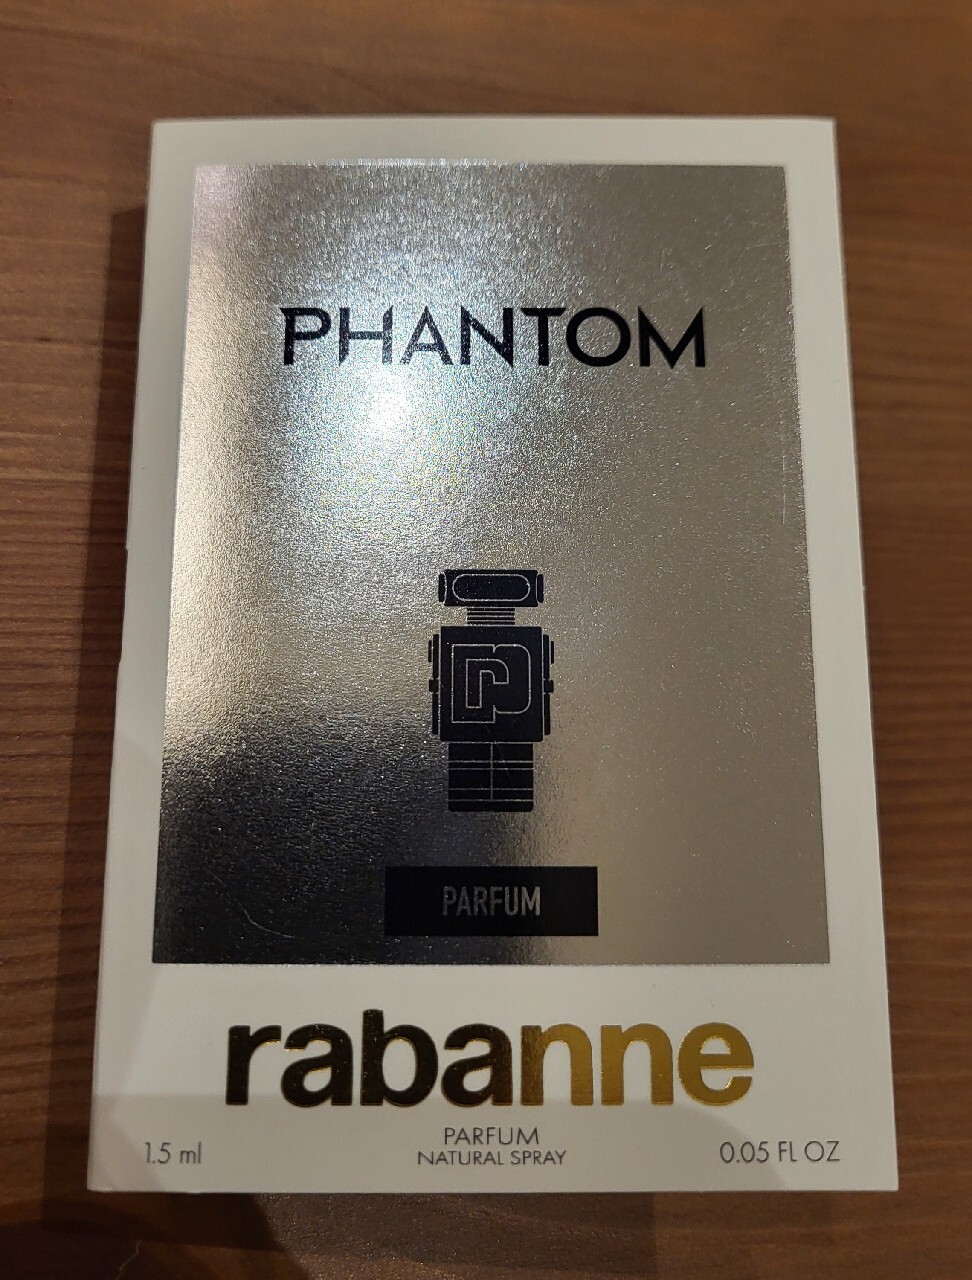 PHANTOM
PARFUM
rabanne
PARFUM
NATURAL SPRAY
1.5 ml
0.05 FL OZ